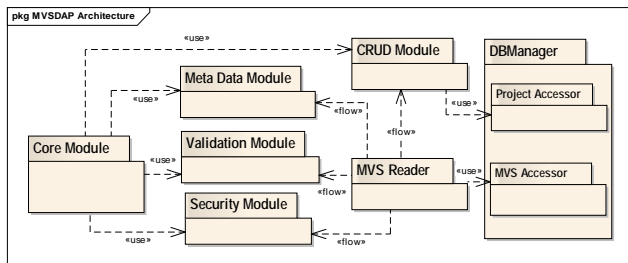 pkg MVSDAP Architecture
«use»
CRUD Module
DBManager
Meta Data Module
«use»
«use»
Project Accessor
«flow»
«flow»
Validation Module
Core Module
MVS Reader
«use»
«flow»
«use»
MVS Accessor
Security Module
«use»
«flow»